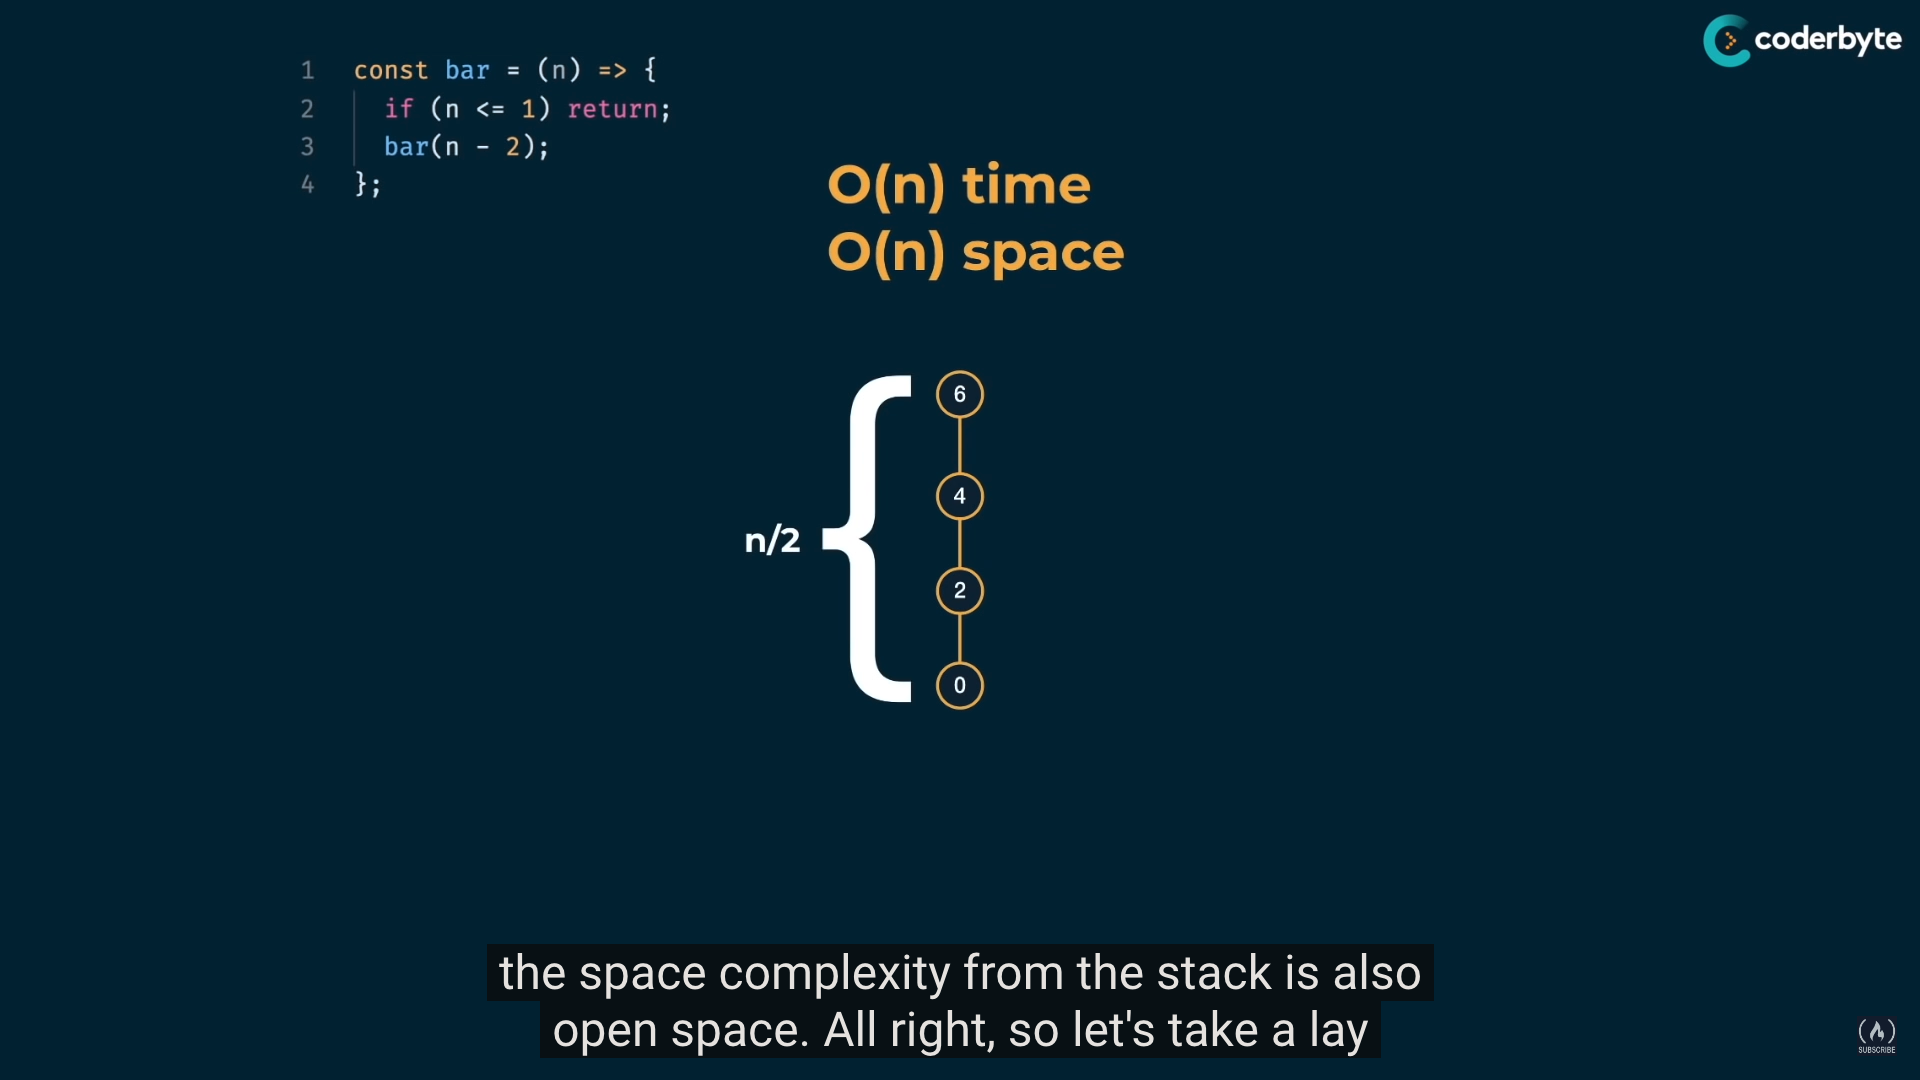 coderbyte
1 const bar = (n) => {
2 if (n <= 1) return;
3 bar(n - 2);
4 };
O(n) time
O(n) space
6
4
n/2
2
0
the space complexity from the stack is also
open space. All right, so let's take a lay
SUBSCRIBE